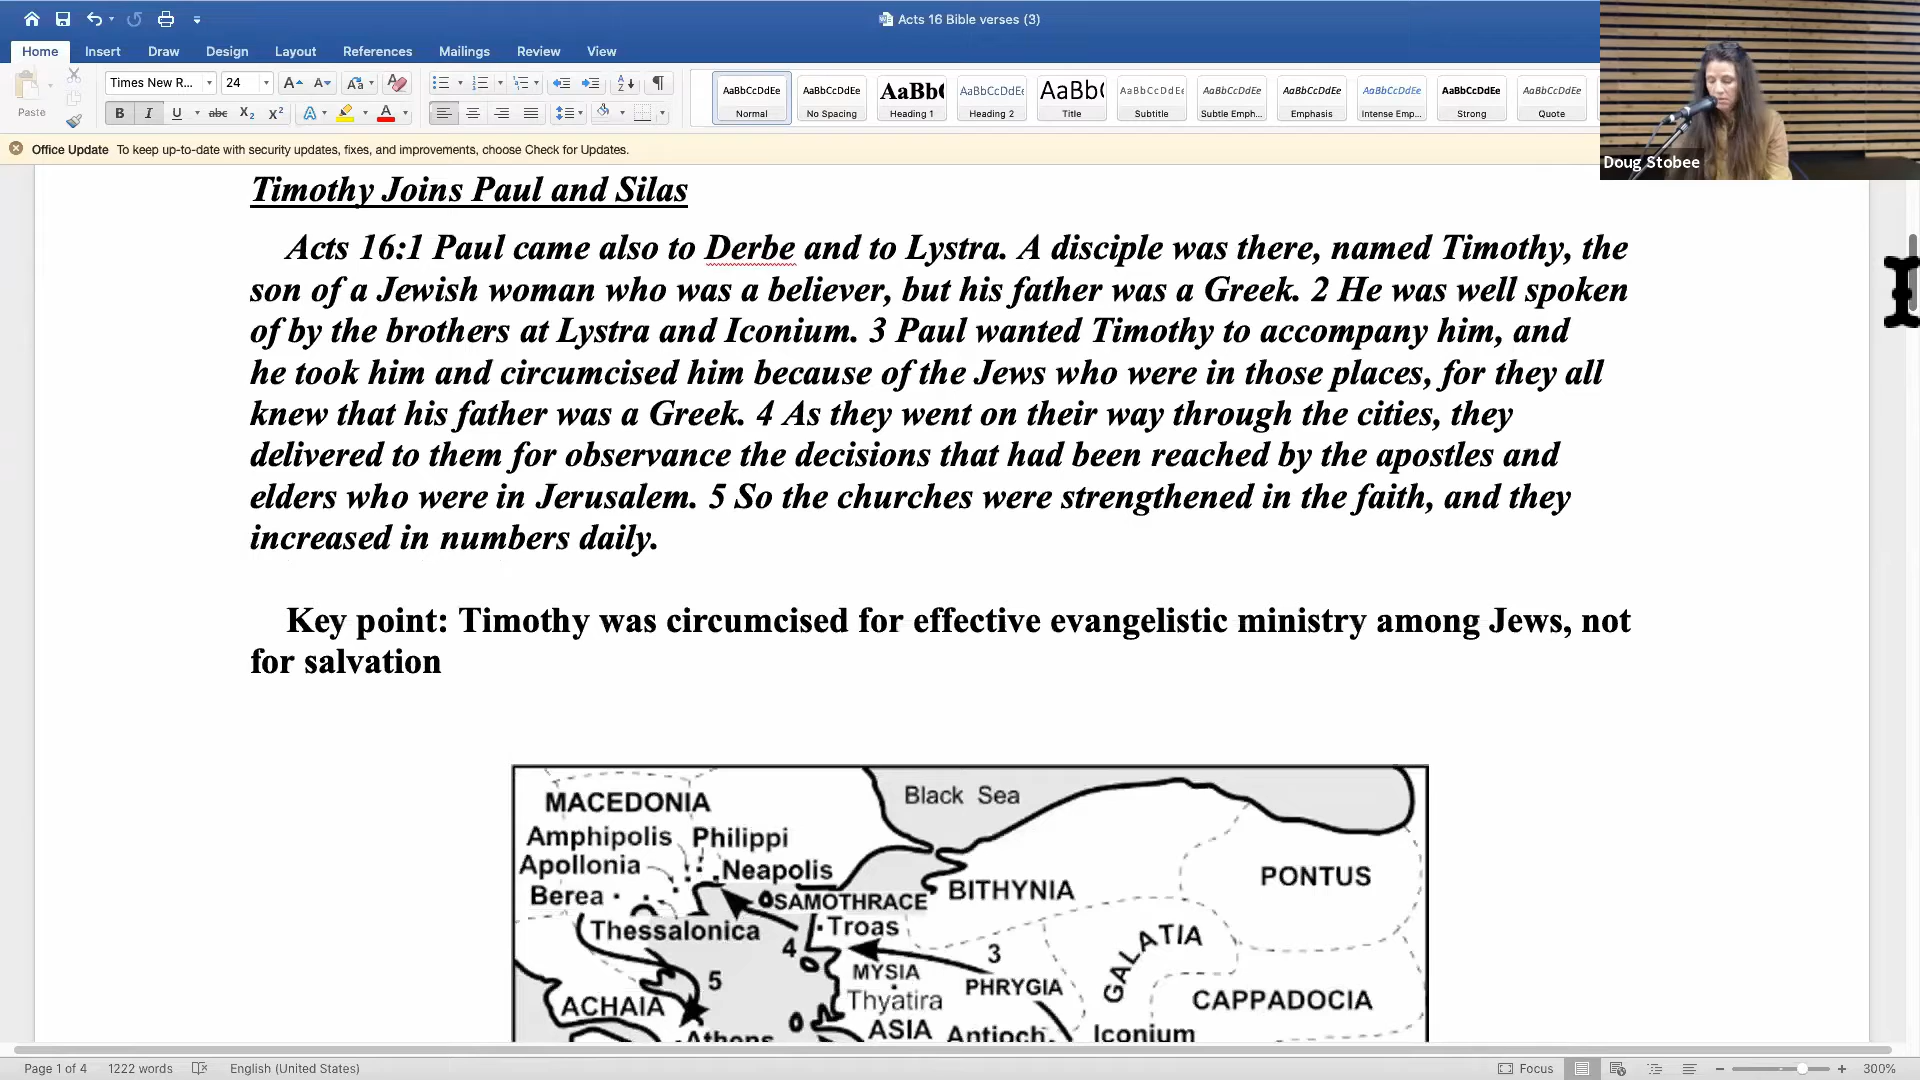 Acts 16 Bible verses (3)
Home Insert Draw Design Layout References Mailings Review View
Paste
Times New R... 24
B I U abc X2 X2
AaBbCcDdEe AaBbCcDdEe AaBb( AaBbCcDdE AaBb( AaBbCcDdE AaBbCcDdEe AaBbCcDdEe AaBbCcDdEe AaBbCcDdEe AaBbCcDdEe
Normal No Spacing Heading 1 Heading 2 Title Subtitle Subtle Emph... Emphasis Intense Emp... Strong Quote
Office Update To keep up-to-date with security updates, fixes, and improvements, choose Check for Updates.
Doug Stobee
Timothy Joins Paul and Silas
Acts 16:1 Paul came also to Derbe and to Lystra. A disciple was there, named Timothy, the
son of a Jewish woman who was a believer, but his father was a Greek. 2 He was well spoken
of by the brothers at Lystra and Iconium. 3 Paul wanted Timothy to accompany him, and
he took him and circumcised him because of the Jews who were in those places, for they all
knew that his father was a Greek. 4 As they went on their way through the cities, they
delivered to them for observance the decisions that had been reached by the apostles and
elders who were in Jerusalem. 5 So the churches were strengthened in the faith, and they
increased in numbers daily.
Key point: Timothy was circumcised for effective evangelistic ministry among Jews, not
for salvation
MACEDONIA
Black Sea
Amphipolis Philippi
Apollonia Neapolis
Berea
SAMOTHRACE
BITHYNIA
PONTUS
Thessalonica
4
Troas
3
GALATIA
MYSIA
5
PHRYGIA
ACHAIA
Thyatira
CAPPADOCIA
Athens
ASIA Antioch
Iconium
Page 1 of 4 1222 words English (United States) Focus 300%